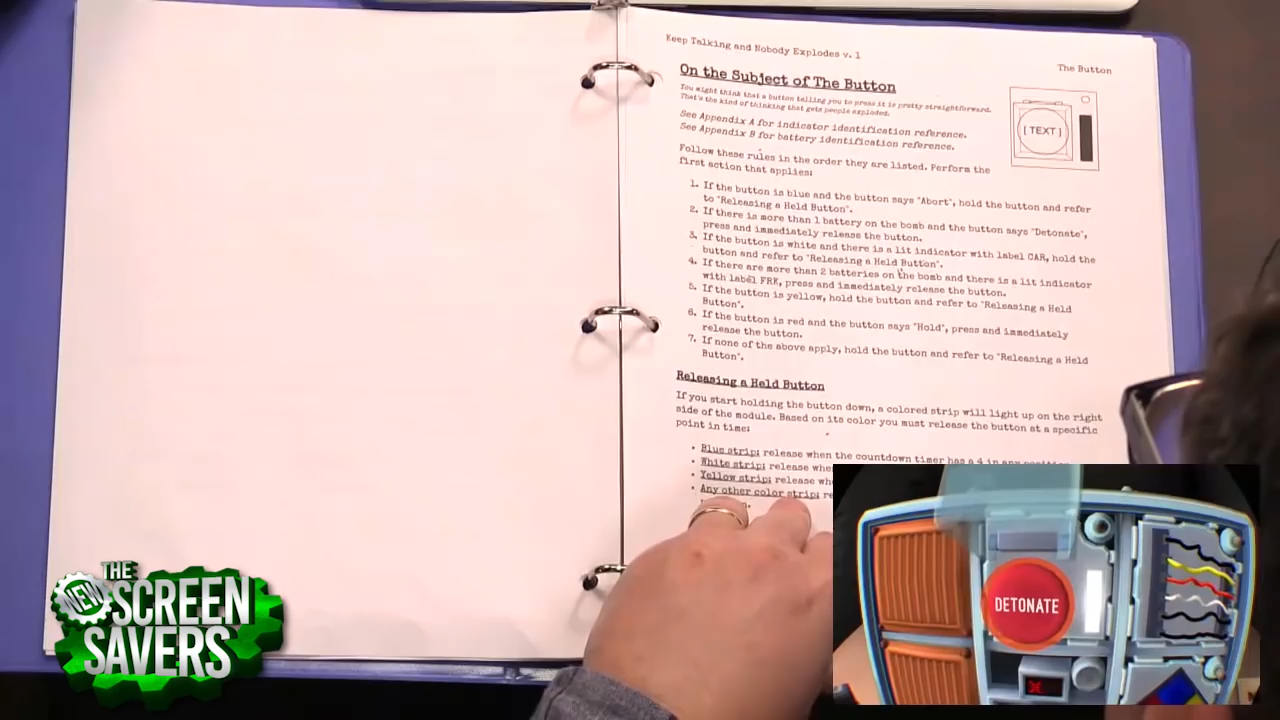 Keep Talking and Nobody Explodes v. 1
The Button
On the Subject of The Button
You might think that a button telling you to press it is pretty straightforward.
That's the kind of thinking that gets people exploded.
See Appendix A for indicator identification reference.
See Appendix B for battery identification reference.
[ TEXT ]
Follow these rules in the order they are listed. Perform the
first action that applies:
1. If the button is blue and the button says "Abort", hold the button and refer
to "Releasing a Held Button".
2. If there is more than 1 battery on the bomb and the button says "Detonate",
press and immediately release the button.
3. If the button is white and there is a lit indicator with label CAR, hold the
button and refer to "Releasing a Held Button".
4. If there are more than 2 batteries on the bomb and there is a lit indicator
with label FRK, press and immediately release the button.
5. If the button is yellow, hold the button and refer to "Releasing a Held
Button".
6. If the button is red and the button says "Hold", press and immediately
release the button.
7. If none of the above apply, hold the button and refer to "Releasing a Held
Button".
Releasing a Held Button
If you start holding the button down, a colored strip will light up on the right
side of the module. Based on its color you must release the button at a specific
point in time:
• Blue strip: release when the countdown timer has a 4 in any
• White strip: release
• Yellow strip: release
• Any other color strip:
DETONATE
THE
NEW SCREEN
SAVERS